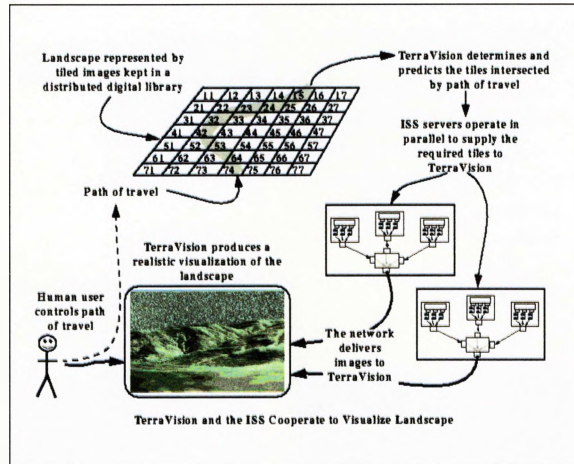 Landscape represented by
tiled images kept in a
distributed digital library
11 12 13 14 15 16 17
21 22 23 24 25 26 27
31 32 33 34 35 36 37
41 42 43 44 45 46 47
51 52 53 54 55 56 57
61 62 63 64 65 66 67
71 72 73 74 75 76 77
TerraVision determines and
predicts the tiles intersected
by path of travel
ISS servers operate in
parallel to supply the
required tiles to
TerraVision
Path of travel
TerraVision produces a
realistic visualization of the
landscape
Human user
controls path
of travel
The network
delivers
images to
TerraVision
TerraVision and the ISS Cooperate to Visualize Landscape